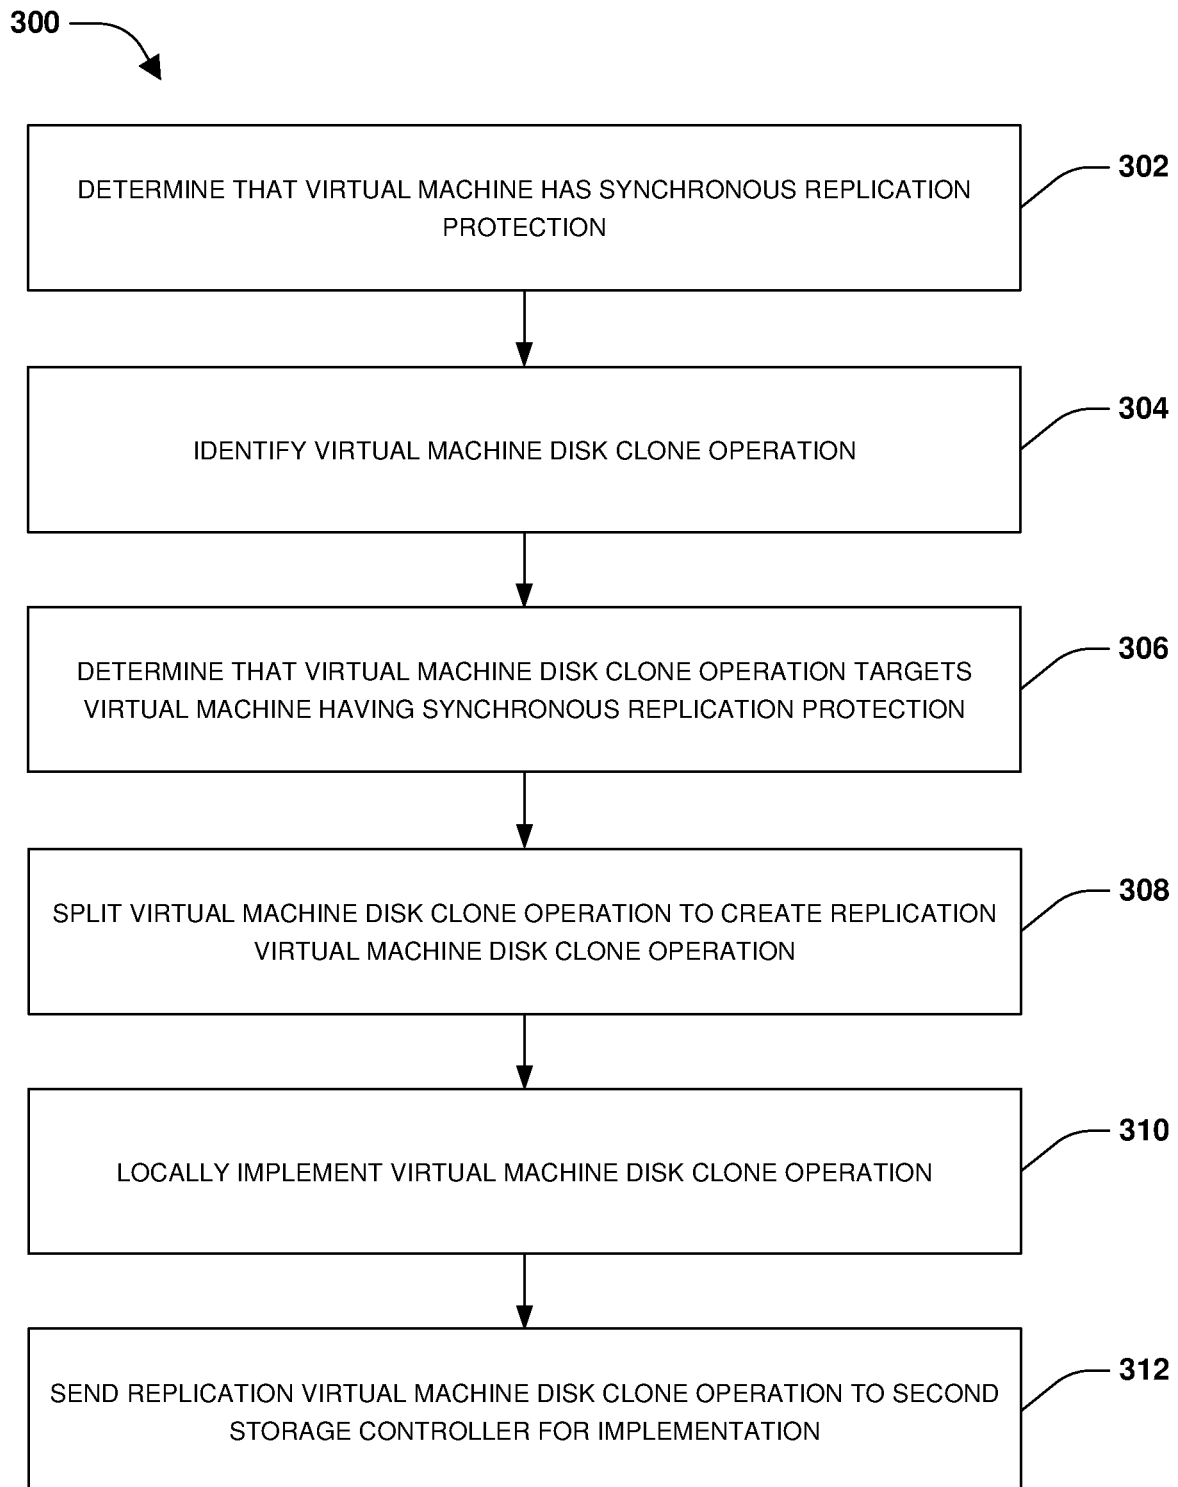 300
302
DETERMINE THAT VIRTUAL MACHINE HAS SYNCHRONOUS REPLICATION
PROTECTION
304
IDENTIFY VIRTUAL MACHINE DISK CLONE OPERATION
306
DETERMINE THAT VIRTUAL MACHINE DISK CLONE OPERATION TARGETS
VIRTUAL MACHINE HAVING SYNCHRONOUS REPLICATION PROTECTION
308
SPLIT VIRTUAL MACHINE DISK CLONE OPERATION TO CREATE REPLICATION
VIRTUAL MACHINE DISK CLONE OPERATION
310
LOCALLY IMPLEMENT VIRTUAL MACHINE DISK CLONE OPERATION
312
SEND REPLICATION VIRTUAL MACHINE DISK CLONE OPERATION TO SECOND
STORAGE CONTROLLER FOR IMPLEMENTATION